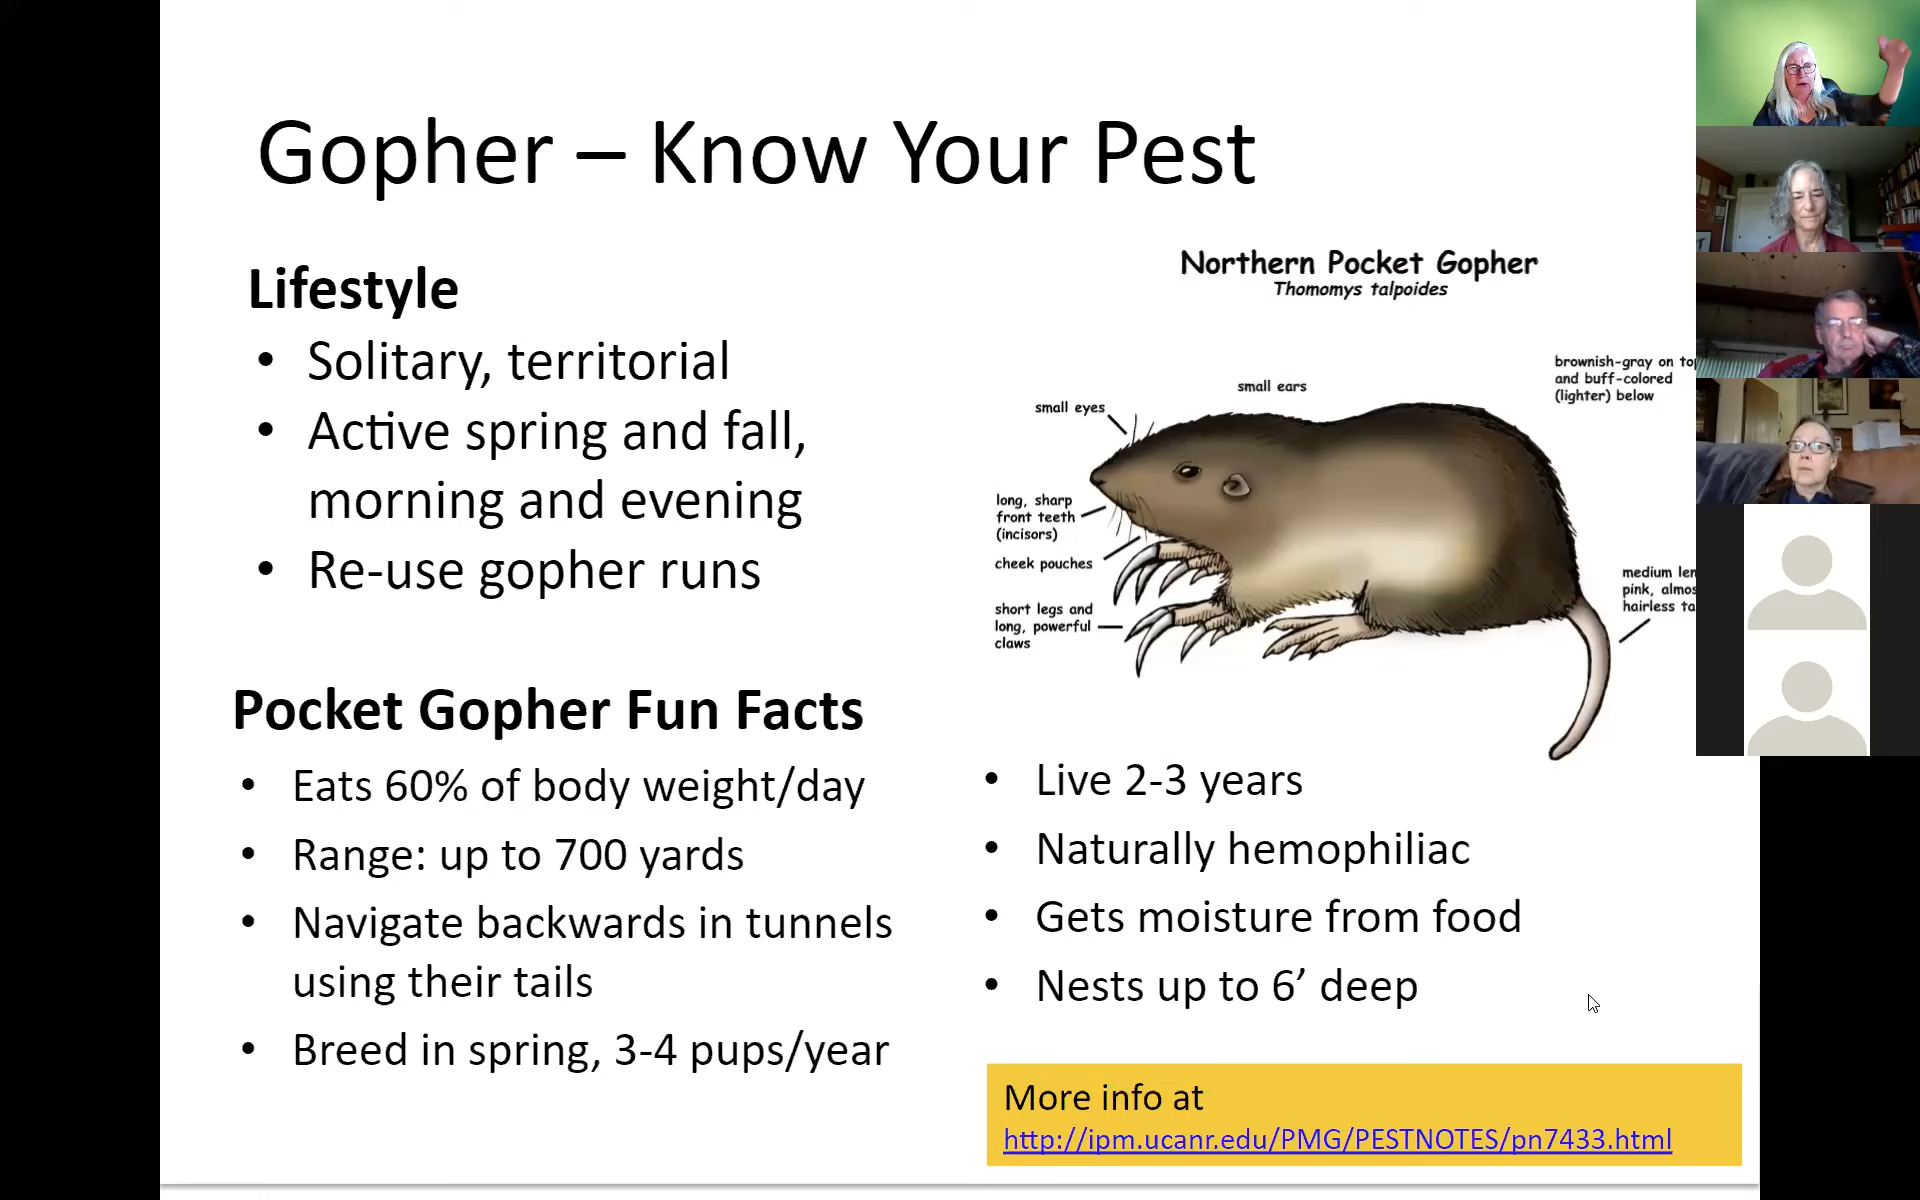 Gopher – Know Your Pest
Lifestyle
• Solitary, territorial
• Active spring and fall,
morning and evening
• Re-use gopher runs
Northern Pocket Gopher
Thomomys talpoides
small ears
small eyes
brownish-gray on to
and buff-colored
(lighter) below
long, sharp
front teeth
(incisors)
cheek pouches
short legs and
long, powerful
claws
medium len
pink, almos
hairless ta
Pocket Gopher Fun Facts
• Eats 60% of body weight/day
• Range: up to 700 yards
• Navigate backwards in tunnels
using their tails
• Breed in spring, 3-4 pups/year
• Live 2-3 years
• Naturally hemophiliac
• Gets moisture from food
• Nests up to 6’ deep
More info at
http://ipm.ucanr.edu/PMG/PESTNOTES/pn7433.html